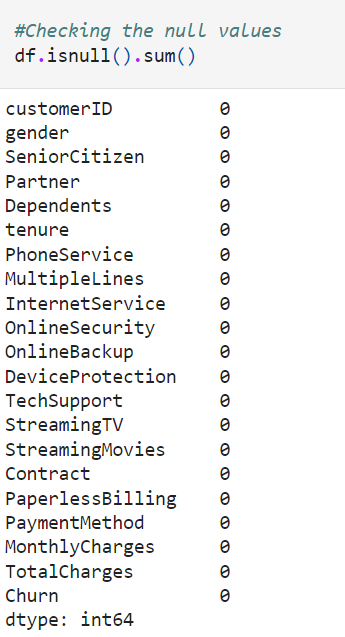 #Checking the null values
df.isnull().sum()
customerID 0
gender 0
SeniorCitizen 0
Partner 0
Dependents 0
tenure 0
PhoneService 0
MultipleLines 0
InternetService 0
OnlineSecurity 0
OnlineBackup 0
DeviceProtection 0
TechSupport 0
StreamingTV 0
StreamingMovies 0
Contract 0
PaperlessBilling 0
PaymentMethod 0
MonthlyCharges 0
TotalCharges 0
Churn 0
dtype: int64